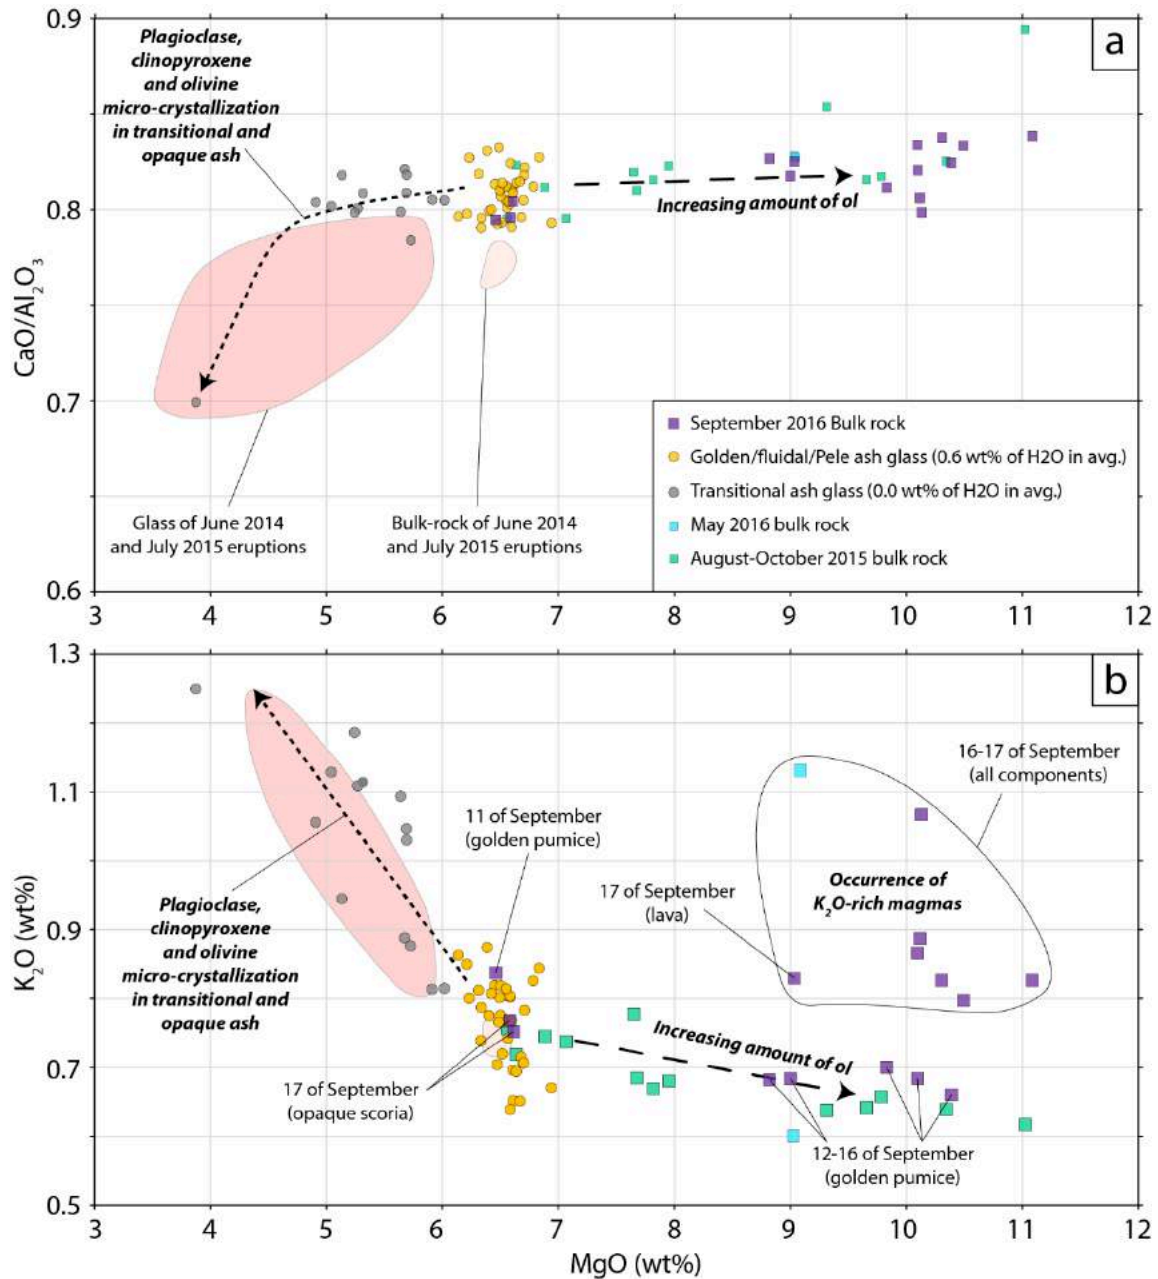 0.9
a
Plagioclase,
clinopyroxene
and olivine
micro-crystallization
in transitional and
opaque ash
0.8
Increasing amount of ol
CaO/Al₂O₃
0.7
September 2016 Bulk rock
Golden/fluidal/Pele ash glass (0.6 wt% of H2O in avg.)
Transitional ash glass (0.0 wt% of H2O in avg.)
May 2016 bulk rock
August-October 2015 bulk rock
Glass of June 2014
and July 2015 eruptions
Bulk-rock of June 2014
and July 2015 eruptions
0.6
3 4 5 6 7 8 9 10 11 12
1.3
b
16-17 of September
(all components)
1.1
11 of September
(golden pumice)
Occurrence of
K₂O-rich magmas
17 of September
(lava)
0.9
Plagioclase,
clinopyroxene
and olivine
micro-crystallization
in transitional and
opaque ash
K₂O (wt%)
Increasing amount of ol
0.7
17 of September
(opaque scoria)
12-16 of September
(golden pumice)
0.5
3 4 5 6 7 8 9 10 11 12
MgO (wt%)